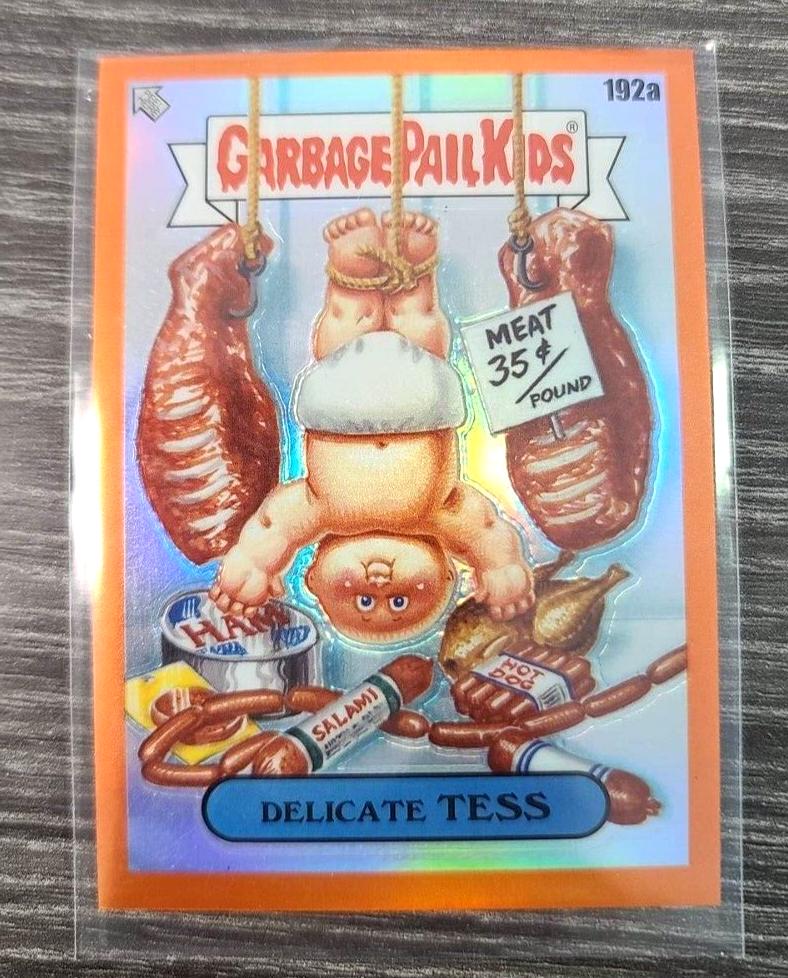 192a
GARBAGE PAIL KIDS®
MEAT
35¢/
POUND
HAM
SALAMI
HOT
DOG
DELICATE TESS